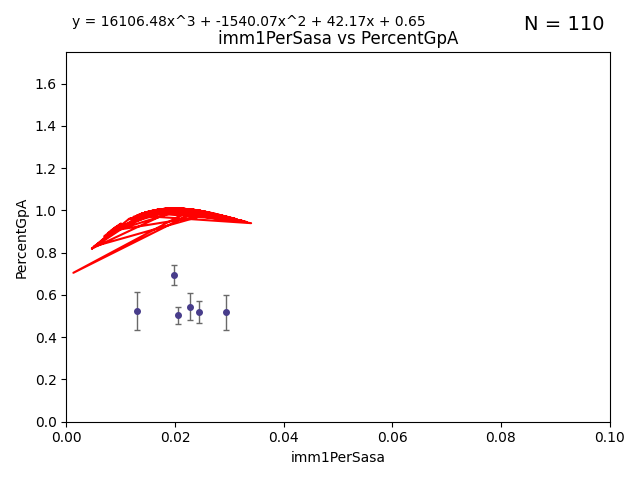 y = 16106.48x^3 + -1540.07x^2 + 42.17x + 0.65
N = 110
imm1PerSasa vs PercentGpA
PercentGpA
1.6
1.4
1.2
1.0
0.8
0.6
0.4
0.2
0.0
0.00 0.02 0.04 0.06 0.08 0.10
imm1PerSasa